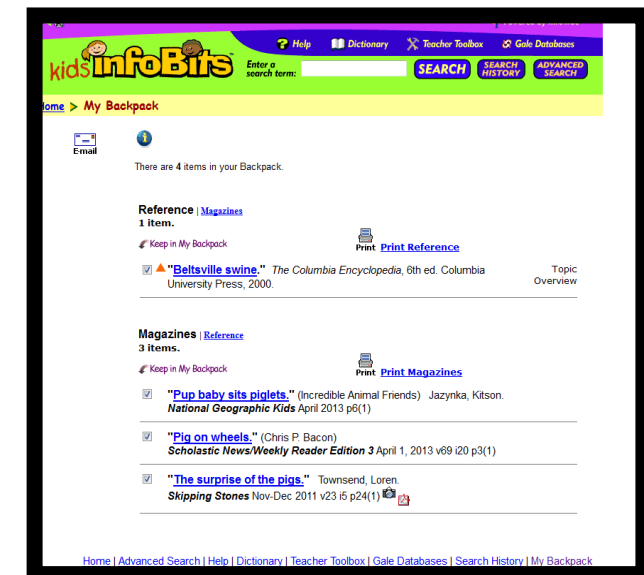 Help Dictionary Teacher Toolbox Gale Databases
kids InfoBits Enter a search term: SEARCH SEARCH HISTORY ADVANCED SEARCH
Home > My Backpack
E-mail
There are 4 items in your Backpack.
Reference | Magazines
1 item.
Keep in My Backpack
Print Print Reference
"Beltsville swine." The Columbia Encyclopedia, 6th ed. Columbia Topic
University Press, 2000. Overview
Magazines | Reference
3 items.
Keep in My Backpack
Print Print Magazines
"Pup baby sits piglets." (Incredible Animal Friends) Jazynka, Kitson.
National Geographic Kids April 2013 p6(1)
"Pig on wheels." (Chris P. Bacon)
Scholastic News/Weekly Reader Edition 3 April 1, 2013 v69 i20 p3(1)
"The surprise of the pigs." Townsend, Loren.
Skipping Stones Nov-Dec 2011 v23 i5 p24(1)
Home | Advanced Search | Help | Dictionary | Teacher Toolbox | Gale Databases | Search History | My Backpack